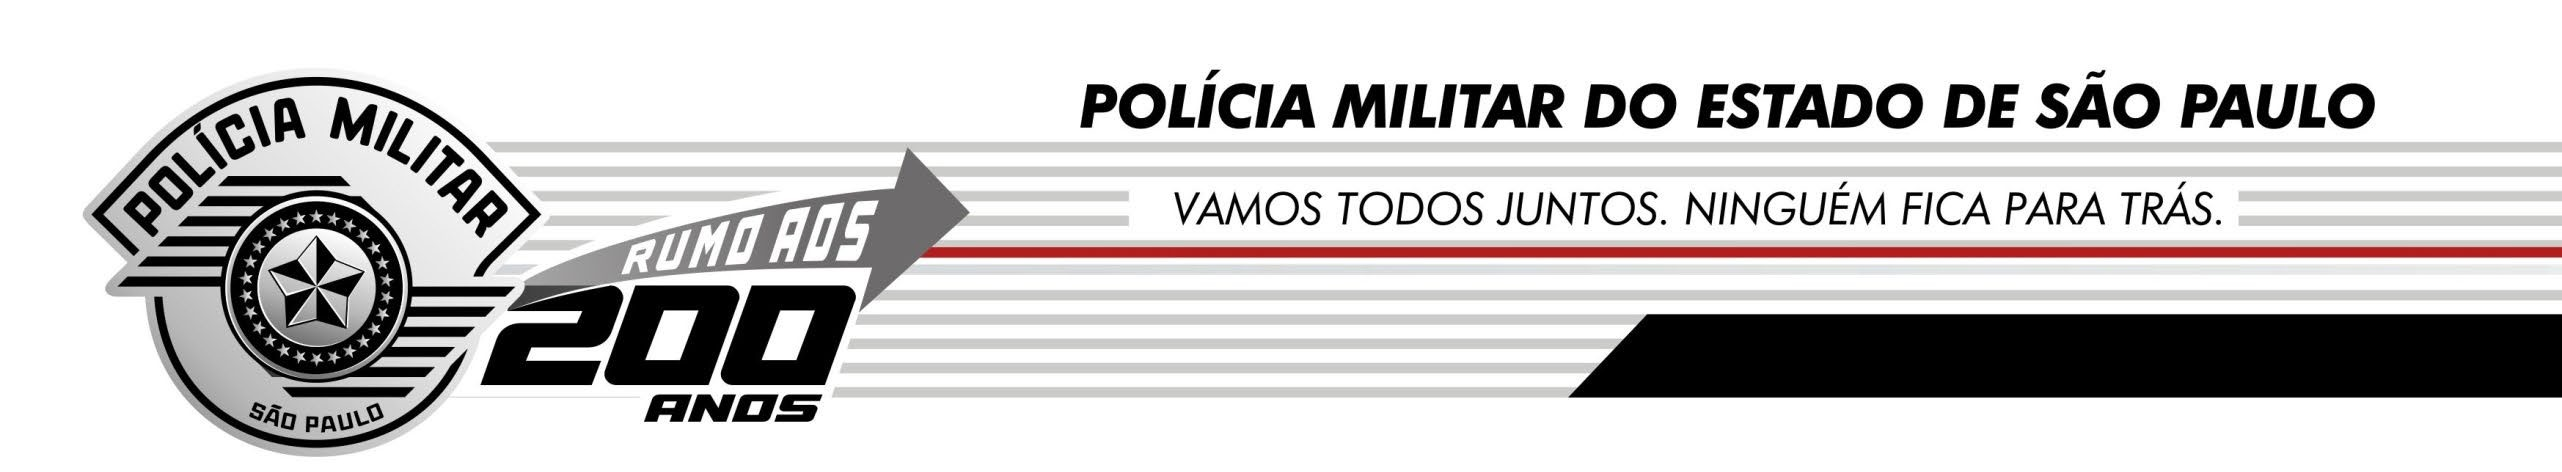 POLÍCIA MILITAR
SÃO PAULO
RUMO AOS
200
ANOS
POLÍCIA MILITAR DO ESTADO DE SÃO PAULO
VAMOS TODOS JUNTOS. NINGUÉM FICA PARA TRÁS.